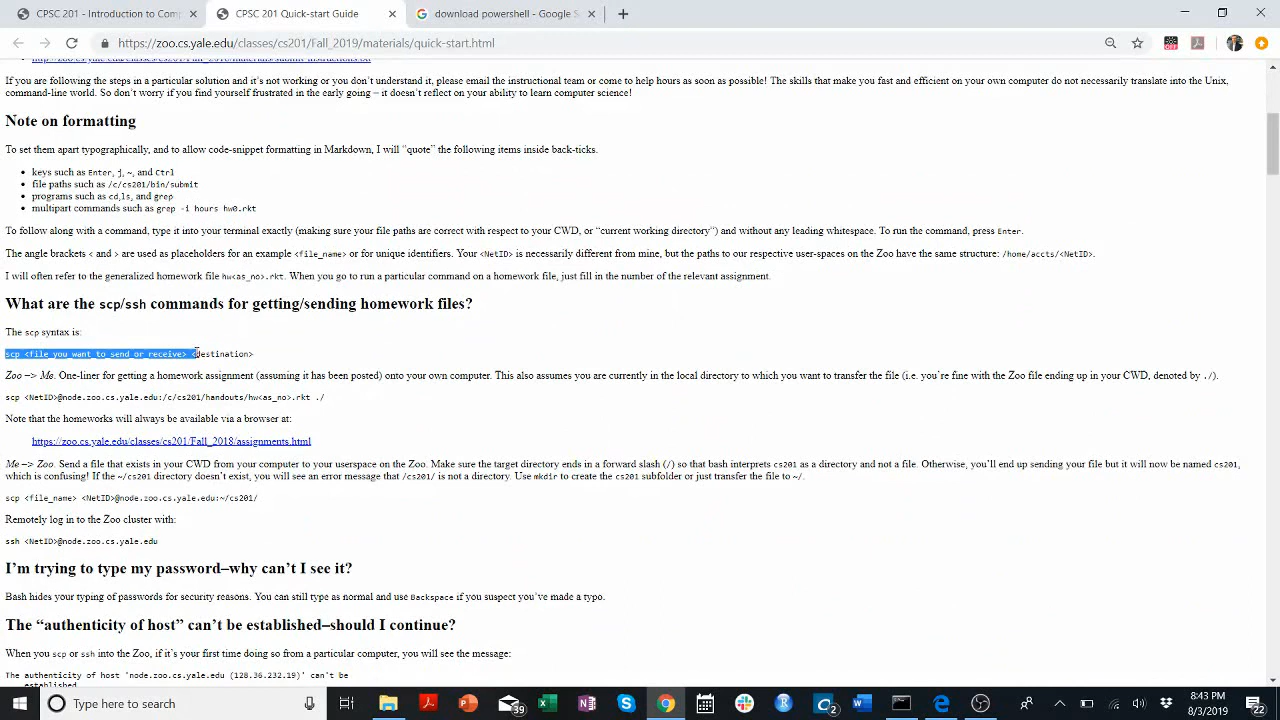 CPSC 201 - Introduction to Comp
CPSC 201 Quick-start Guide
download powershell - Google S
https://zoo.cs.yale.edu/classes/cs201/Fall_2019/materials/quick-start.html
If you are following the steps in a particular solution and it's not working or you don't understand it, please email the instructional team or come to help hours as soon as possible! The skills that make you fast and efficient on your own computer do not necessarily translate into the Unix,
command-line world. So don't worry if you find yourself frustrated in the early going – it doesn't reflect on your ability to learn computer science!
Note on formatting
To set them apart typographically, and to allow code-snippet formatting in Markdown, I will “quote” the following items inside back-ticks.
keys such as Enter, j, ~, and Ctrl
file paths such as /c/cs201/bin/submit
programs such as cd, ls, and grep
multipart commands such as grep -i hours hw0.rkt
To follow along with a command, type it into your terminal exactly (making sure your file paths are correct with respect to your CWD, or “current working directory”) and without any leading whitespace. To run the command, press Enter.
The angle brackets < and > are used as placeholders for an example <file_name> or for unique identifiers. Your <NetID> is necessarily different from mine, but the paths to our respective user-spaces on the Zoo have the same structure: /home/accts/<NetID>.
I will often refer to the generalized homework file hw<as_no>.rkt. When you go to run a particular command on a homework file, just fill in the number of the relevant assignment.
What are the scp/ssh commands for getting/sending homework files?
The scp syntax is:
scp <file_you_want_to_send_or_receive> <destination>
Zoo –> Me. One-liner for getting a homework assignment (assuming it has been posted) onto your own computer. This also assumes you are currently in the local directory to which you want to transfer the file (i.e. you're fine with the Zoo file ending up in your CWD, denoted by ./).
scp <NetID>@node.zoo.cs.yale.edu:/c/cs201/handouts/hw<as_no>.rkt ./
Note that the homeworks will always be available via a browser at:
https://zoo.cs.yale.edu/classes/cs201/Fall_2018/assignments.html
Me –> Zoo. Send a file that exists in your CWD from your computer to your userspace on the Zoo. Make sure the target directory ends in a forward slash (/) so that bash interprets cs201 as a directory and not a file. Otherwise, you'll end up sending your file but it will now be named cs201,
which is confusing! If the ~/cs201 directory doesn't exist, you will see an error message that /cs201/ is not a directory. Use mkdir to create the cs201 subfolder or just transfer the file to ~/.
scp <file_name> <NetID>@node.zoo.cs.yale.edu:~/cs201/
Remotely log in to the Zoo cluster with:
ssh <NetID>@node.zoo.cs.yale.edu
I'm trying to type my password–why can't I see it?
Bash hides your typing of passwords for security reasons. You can still type as normal and use Backspace if you suspect you've made a typo.
The “authenticity of host” can't be established–should I continue?
When you scp or ssh into the Zoo, if it's your first time doing so from a particular computer, you will see the message:
The authenticity of host 'node.zoo.cs.yale.edu (128.36.232.19)' can't be
established
Type here to search
39
2
8:43 PM
8/3/2019
22